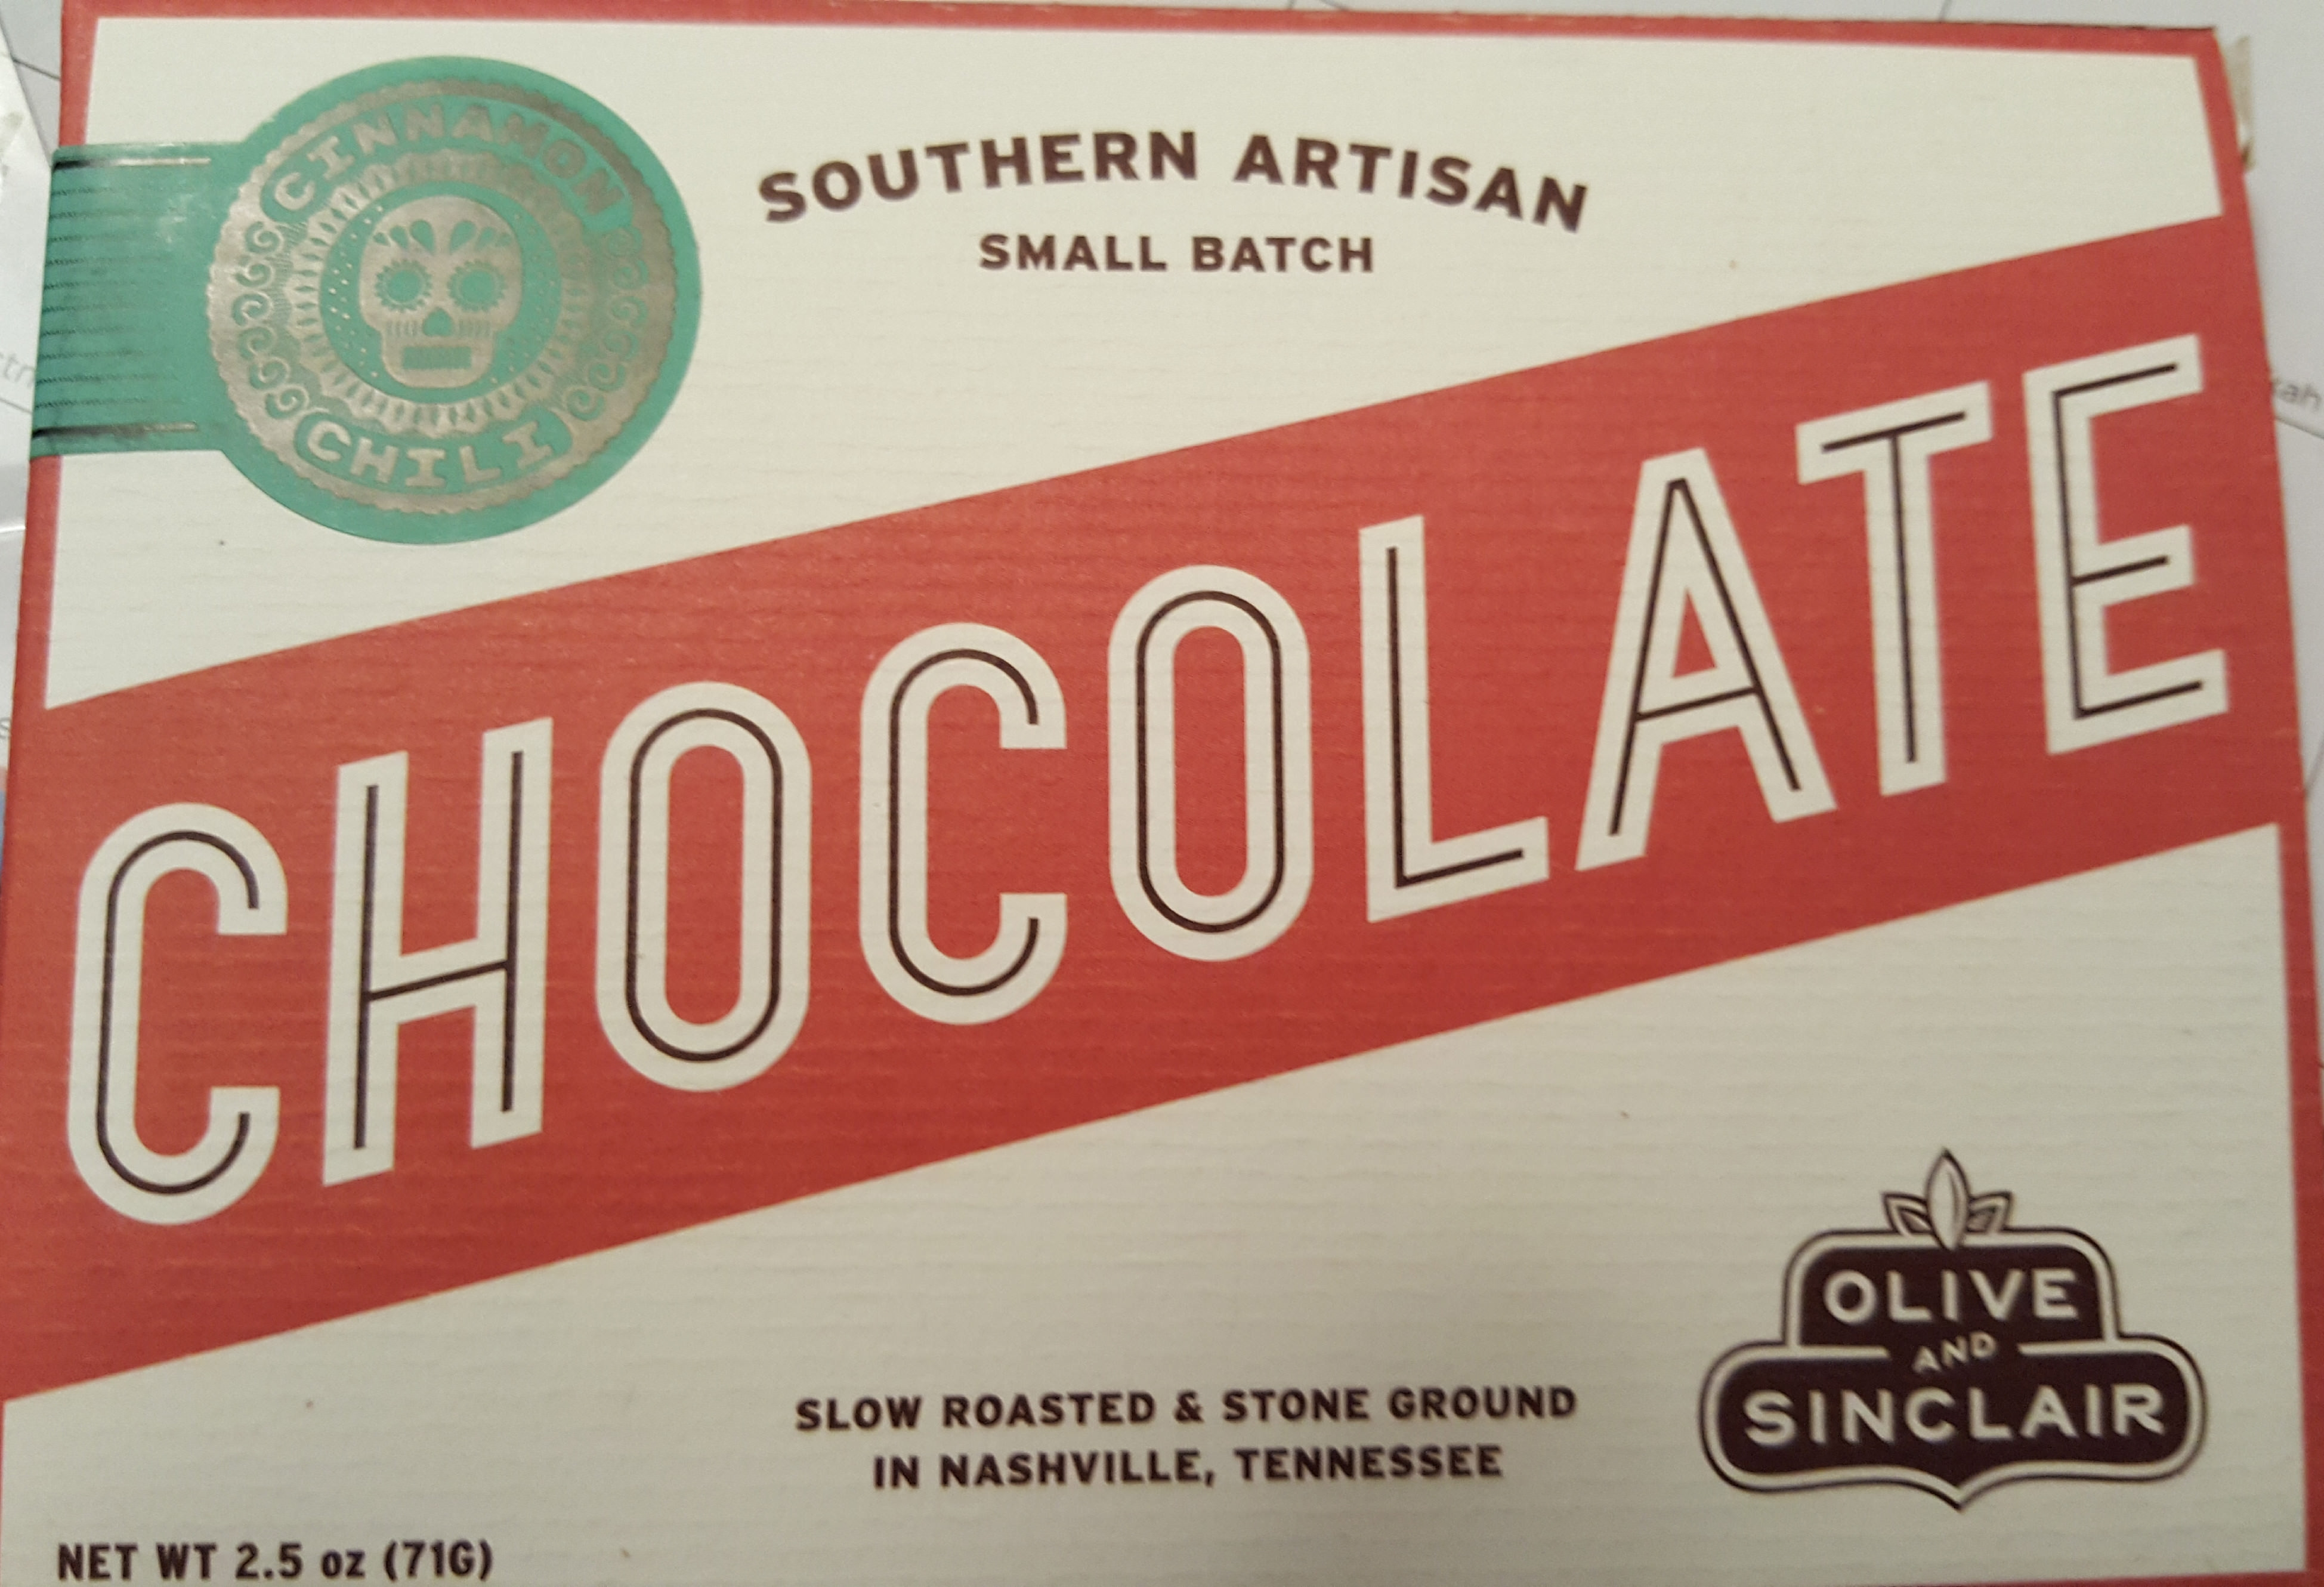 CINNAMON
CHILI
SOUTHERN ARTISAN
SMALL BATCH
CHOCOLATE
OLIVE
AND
SINCLAIR
SLOW ROASTED & STONE GROUND
IN NASHVILLE, TENNESSEE
NET WT 2.5 oz (71G)